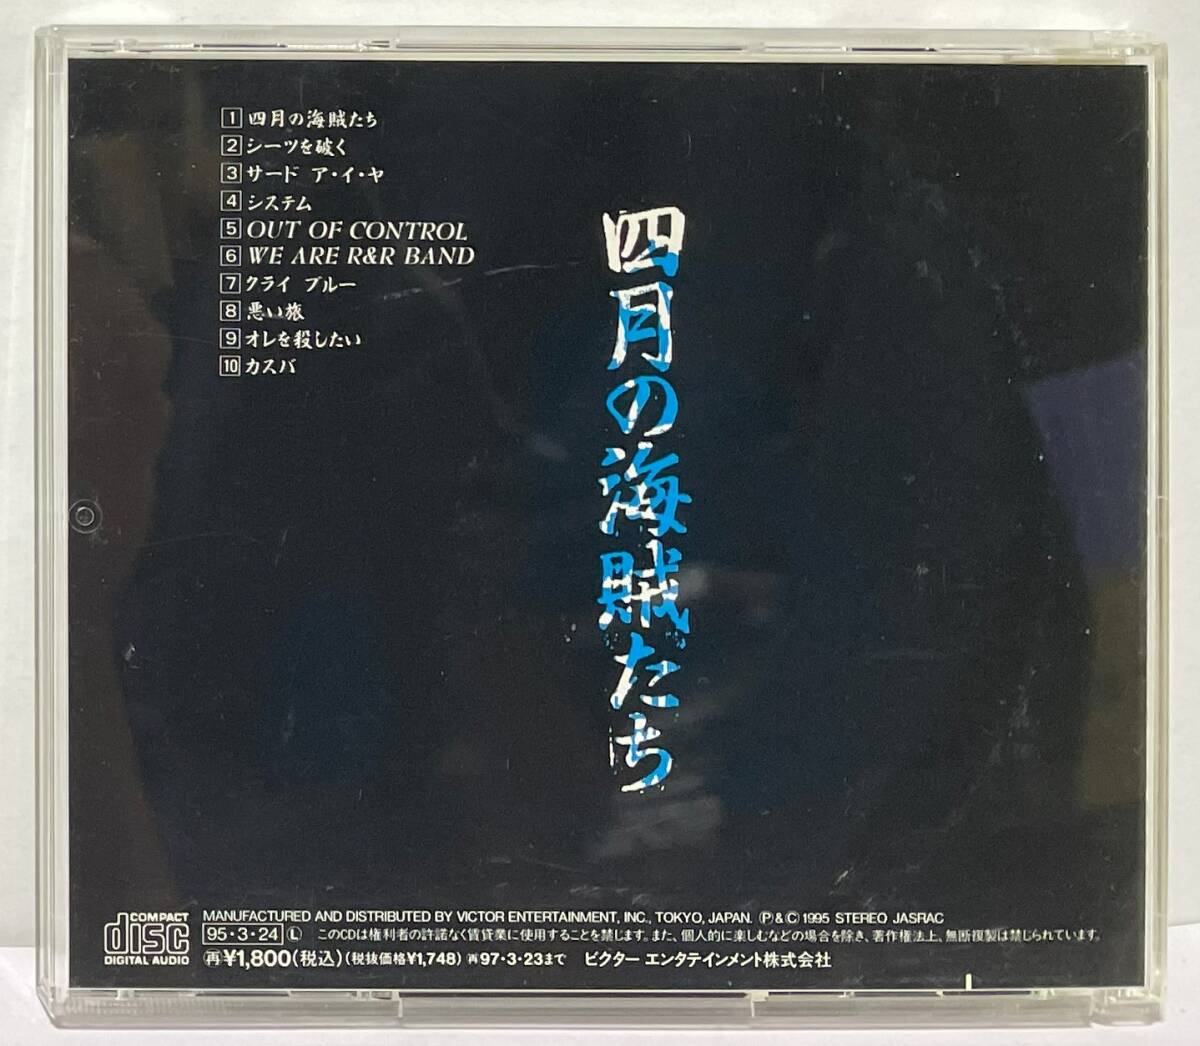 1 四月の海賊たち
2 シーツを破く
3 サード ア・イ・ヤ
4 システム
5 OUT OF CONTROL
6 WE ARE R&R BAND
7 クライ ブルー
8 悪い旅
9 オレを殺したい
10 カスバ
四月の海賊たち
COMPACT
disc
DIGITAL AUDIO
MANUFACTURED AND DISTRIBUTED BY VICTOR ENTERTAINMENT, INC., TOKYO, JAPAN. Ⓟ&Ⓒ 1995 STEREO JASRAC
95・3・24 Ⓛ このCDは権利者の許諾なく賃貸業に使用することを禁じます。また、個人的に楽しむなどの場合を除き、著作権法上、無断複製は禁じられています。
再¥1,800(税込)(税抜価格¥1,748) 再97・3・23まで ビクター エンタテインメント株式会社